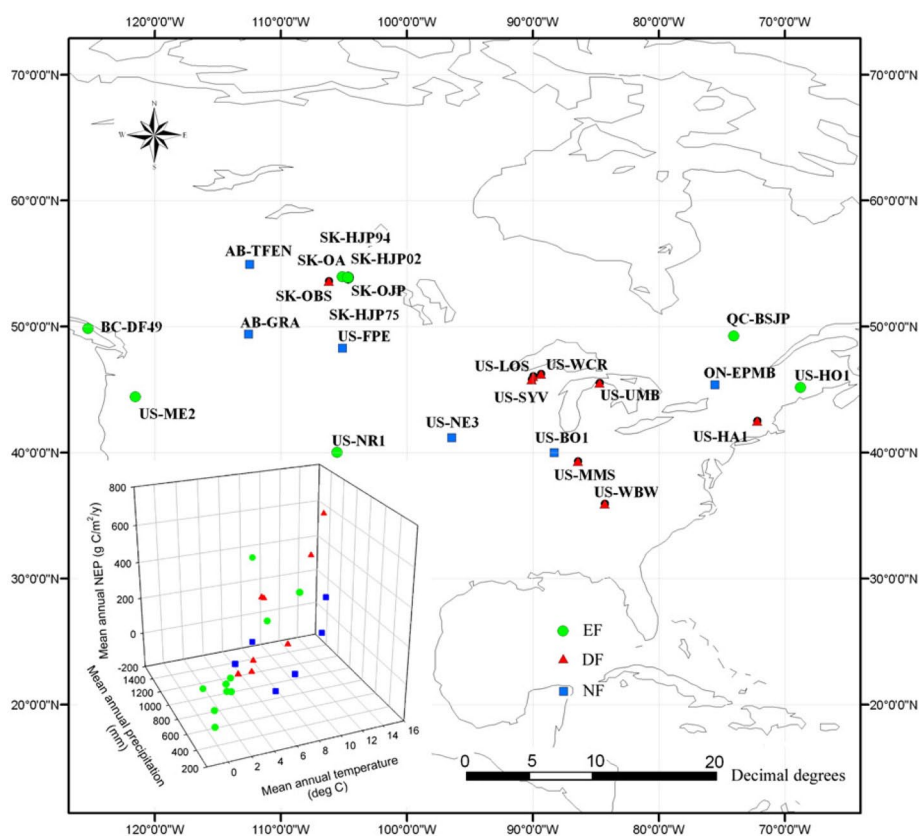 120°0'0"W 110°0'0"W 100°0'0"W 90°0'0"W 80°0'0"W 70°0'0"W
70°0'0"N 70°0'0"N
N
W E
S
60°0'0"N 60°0'0"N
SK-HJP94
AB-TFEN SK-OA SK-HJP02
SK-OBS SK-OJP
AB-GRA SK-HJP75
50°0'0"N BC-DF49 US-FPE QC-BSJP 50°0'0"N
US-LOS US-WCR ON-EPMB US-HO1
US-ME2 US-SYV US-UMB
US-NE3 US-BO1 US-HA1
40°0'0"N US-NR1 40°0'0"N
US-MMS
US-WBW
30°0'0"N 30°0'0"N
EF
DF
NF
20°0'0"N 20°0'0"N
0 5 10 20 Decimal degrees
Mean annual NEP (g C/m²/y)
800
600
400
200
0
-200
Mean annual precipitation
(mm)
1400
1200
1000
800
600
400
200
0 2 4 6 8 10 12 14 16
Mean annual temperature
(deg C)
120°0'0"W 110°0'0"W 100°0'0"W 90°0'0"W 80°0'0"W 70°0'0"W